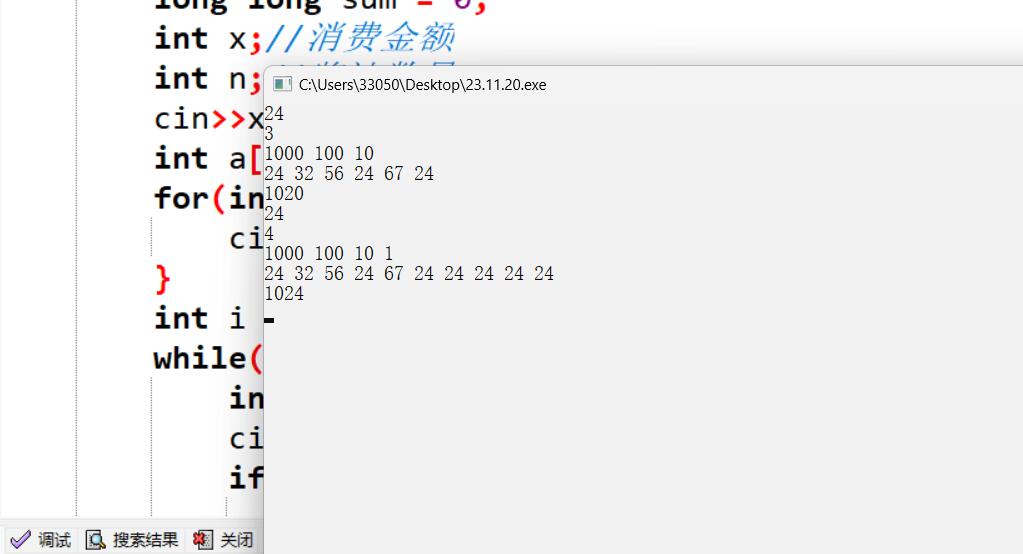 long long sum = 0;
int x;//消费金额
int n;
cin>>x
int a[
for(in
ci
}
int i
while(
in
ci
if
C:\Users\33050\Desktop\23.11.20.exe
24
3
1000 100 10
24 32 56 24 67 24
1020
24
4
1000 100 10 1
24 32 56 24 67 24 24 24 24 24
1024
调试 搜索结果 关闭